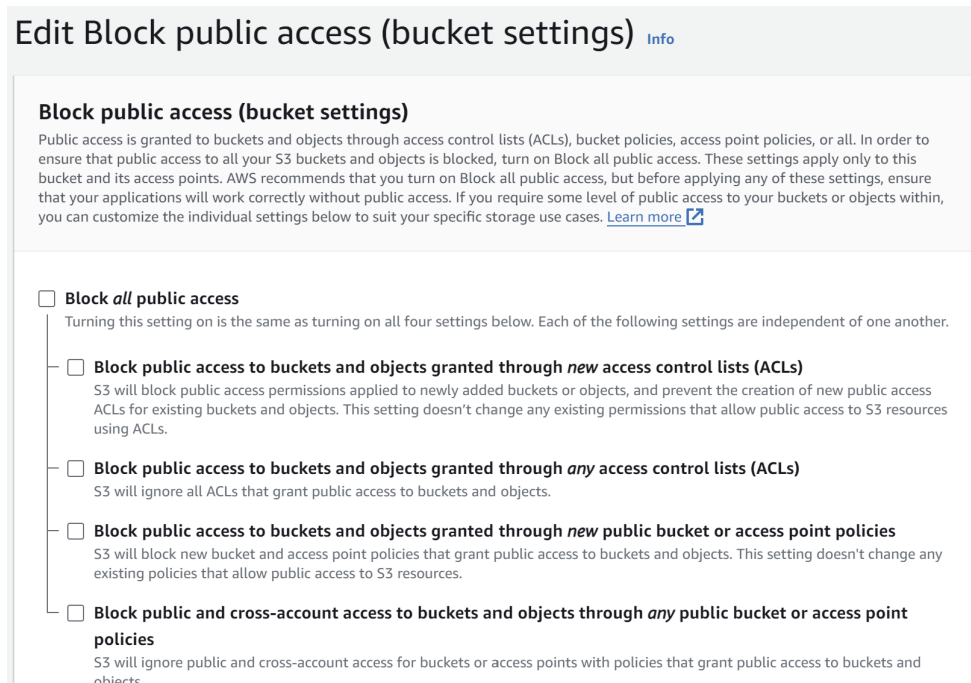 Edit Block public access (bucket settings) Info
Block public access (bucket settings)
Public access is granted to buckets and objects through access control lists (ACLs), bucket policies, access point policies, or all. In order to
ensure that public access to all your S3 buckets and objects is blocked, turn on Block all public access. These settings apply only to this
bucket and its access points. AWS recommends that you turn on Block all public access, but before applying any of these settings, ensure
that your applications will work correctly without public access. If you require some level of public access to your buckets or objects within,
you can customize the individual settings below to suit your specific storage use cases. Learn more
Block all public access
Turning this setting on is the same as turning on all four settings below. Each of the following settings are independent of one another.
Block public access to buckets and objects granted through new access control lists (ACLs)
S3 will block public access permissions applied to newly added buckets or objects, and prevent the creation of new public access
ACLs for existing buckets and objects. This setting doesn't change any existing permissions that allow public access to S3 resources
using ACLs.
Block public access to buckets and objects granted through any access control lists (ACLs)
S3 will ignore all ACLs that grant public access to buckets and objects.
Block public access to buckets and objects granted through new public bucket or access point policies
S3 will block new bucket and access point policies that grant public access to buckets and objects. This setting doesn't change any
existing policies that allow public access to S3 resources.
Block public and cross-account access to buckets and objects through any public bucket or access point
policies
S3 will ignore public and cross-account access for buckets or access points with policies that grant public access to buckets and
objects.